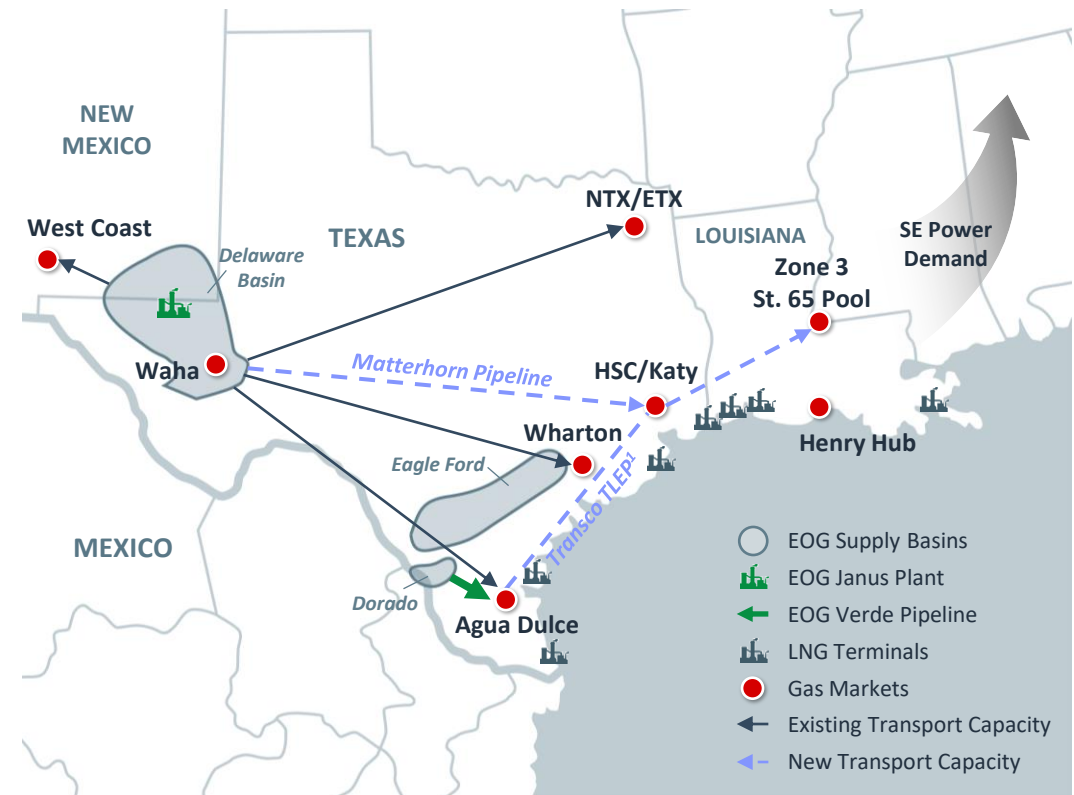 NEW
MEXICO
West Coast
TEXAS
Delaware
Basin
NTX/ETX
LOUISIANA
Zone 3
St. 65 Pool
SE Power
Demand
Waha
Matterhorn Pipeline
HSC/Katy
Wharton
Henry Hub
Eagle Ford
Transco TLEP¹
MEXICO
Dorado
Agua Dulce
EOG Supply Basins
EOG Janus Plant
EOG Verde Pipeline
LNG Terminals
Gas Markets
Existing Transport Capacity
New Transport Capacity